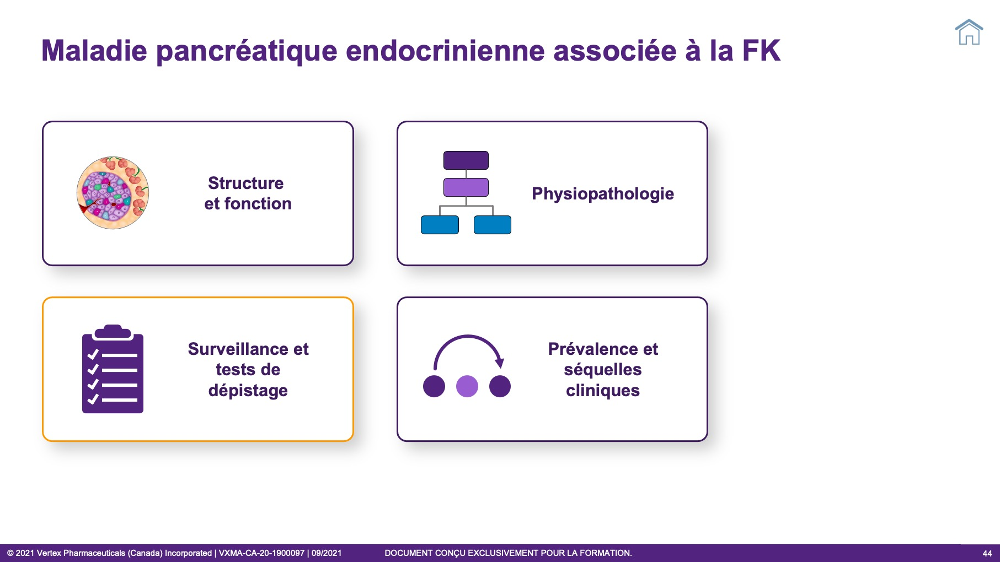 Maladie pancréatique endocrinienne associée à la FK
Structure
et fonction
Physiopathologie
Surveillance et
tests de
dépistage
Prévalence et
séquelles
cliniques
© 2021 Vertex Pharmaceuticals (Canada) Incorporated | VXMA-CA-20-1900097 | 09/2021
DOCUMENT CONÇU EXCLUSIVEMENT POUR LA FORMATION.
44